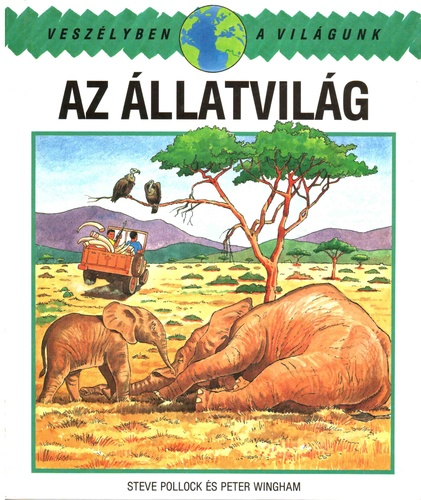 VESZÉLYBEN A VILÁGUNK
AZ ÁLLATVILÁG
STEVE POLLOCK ÉS PETER WINGHAM